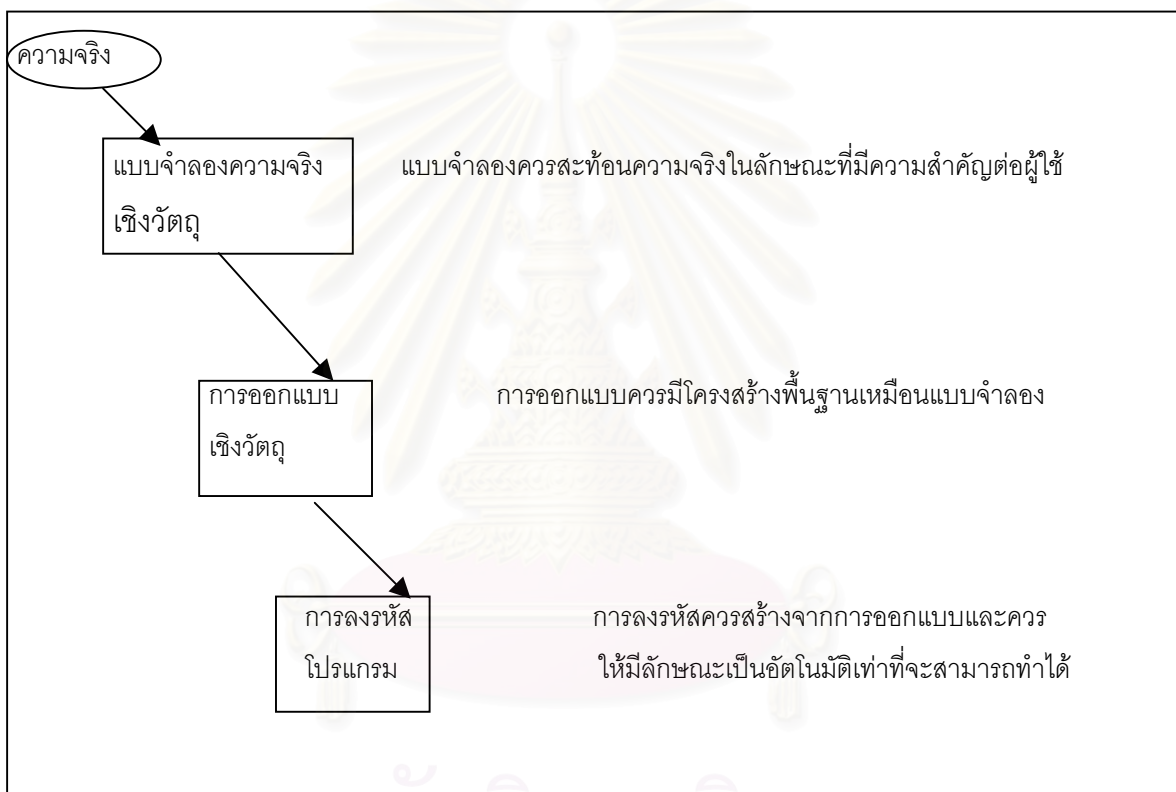 ความจริง
แบบจำลองความจริง
เชิงวัตถุ
แบบจำลองควรสะท้อนความจริงในลักษณะที่มีความสำคัญต่อผู้ใช้
การออกแบบ
เชิงวัตถุ
การออกแบบควรมีโครงสร้างพื้นฐานเหมือนแบบจำลอง
การลงรหัส
โปรแกรม
การลงรหัสควรสร้างจากการออกแบบและควร
ให้มีลักษณะเป็นอัตโนมัติเท่าที่จะสามารถทำได้